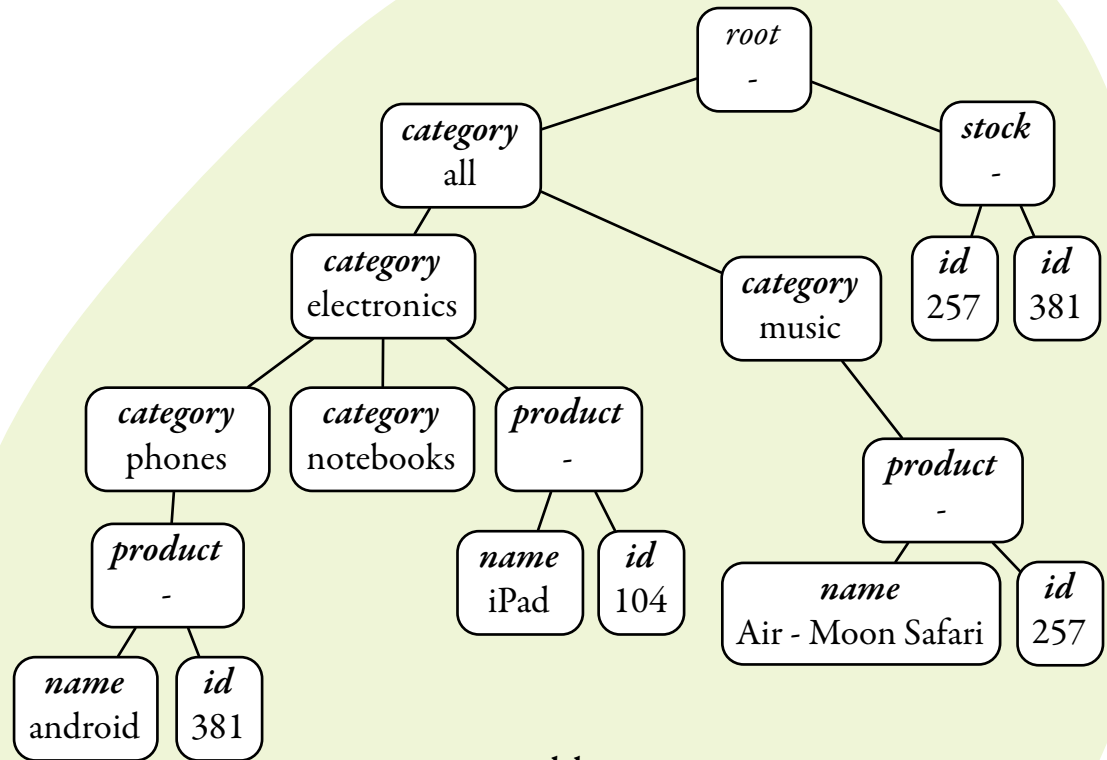 root
-
category
all
stock
-
category
electronics
category
music
id
257
id
381
category
phones
category
notebooks
product
-
product
-
product
-
name
iPad
id
104
name
Air - Moon Safari
id
257
name
android
id
381